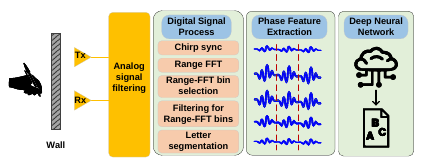 Wall
Tx
Rx
Analog
signal
filtering
Digital Signal
Process
Chirp sync
Range FFT
Range-FFT bin
selection
Filtering for
Range-FFT bins
Letter
segmentation
Phase Feature
Extraction
Deep Neural
Network
B
A C